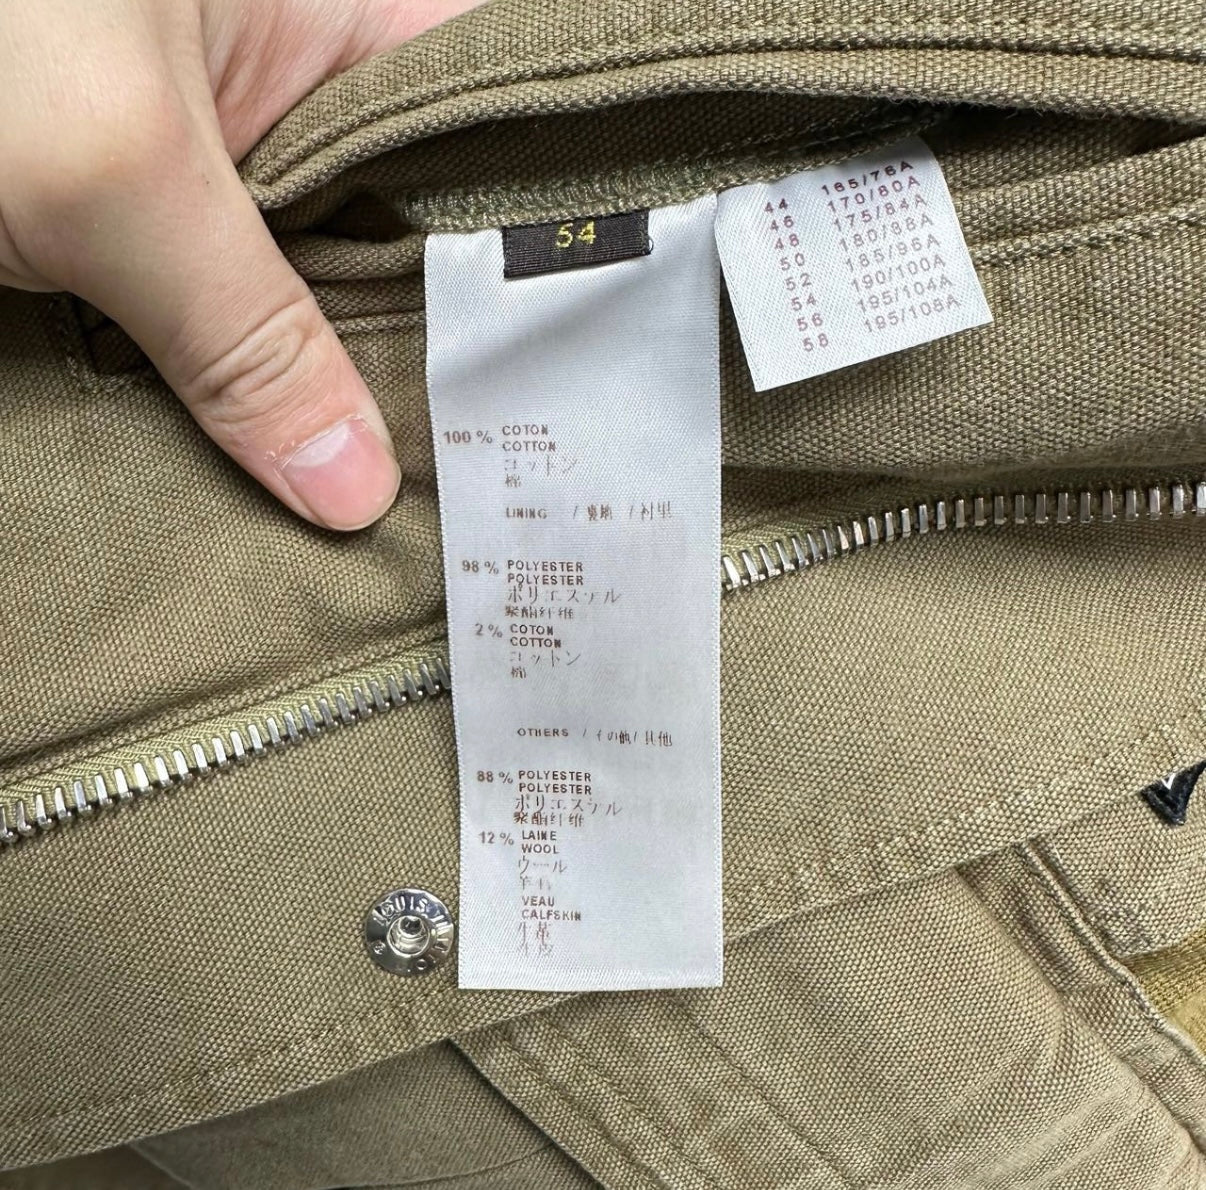 54
165/76A
44 170/80A
46 175/84A
48 180/88A
50 185/96A
52 190/100A
54 195/104A
56 195/108A
58
100 % COTON
COTTON
コットン
棉
LINING / 裏地 / 衬里
98 % POLYESTER
POLYESTER
ポリエステル
聚酯纤维
2 % COTON
COTTON
コットン
棉
OTHERS / その他 / 其他
88 % POLYESTER
POLYESTER
ポリエステル
聚酯纤维
12 % LAINE
WOOL
ウール
羊毛
VEAU
CALFSKIN
牛革
牛皮
LOUIS VUITTON